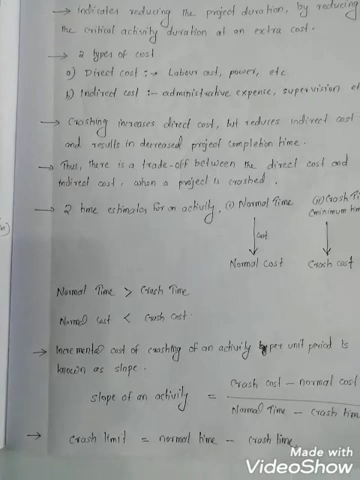 → Indicates reducing the project duration, by reducing
the critical activity duration at an extra cost.
→ 2 types of cost
a) Direct cost :→ Labour cost, power, etc
b) Indirect cost :- administrative expense, supervision et
→ Crashing increases direct cost, but reduces indirect cost
and results in decreased project completion time.
→ Thus, there is a trade-off between the direct cost and
indirect cost, when a project is crashed.
→ 2 time estimates for an activity, (i) Normal Time (ii) Crash Ti
(minimum tim
cost
Normal cost Crash cost
Normal Time > Crash Time
Normal Cost < Crash cost.
→ Incremental cost of crashing of an activity per unit period is
known as slope.
slope of an activity = Crash cost - normal cost
Normal Time - Crash tim
→ Crash limit = normal time - crash time.
Made with
VideoShow